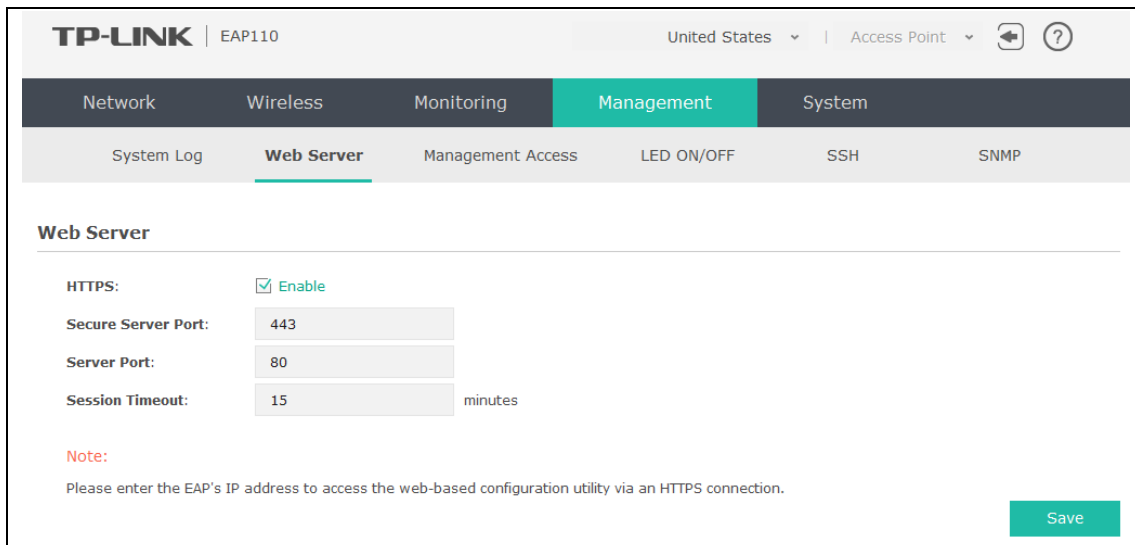 TP-LINK | EAP110 United States | Access Point ?
Network Wireless Monitoring Management System
System Log Web Server Management Access LED ON/OFF SSH SNMP
Web Server
HTTPS: Enable
Secure Server Port: 443
Server Port: 80
Session Timeout: 15 minutes
Note:
Please enter the EAP's IP address to access the web-based configuration utility via an HTTPS connection.
Save